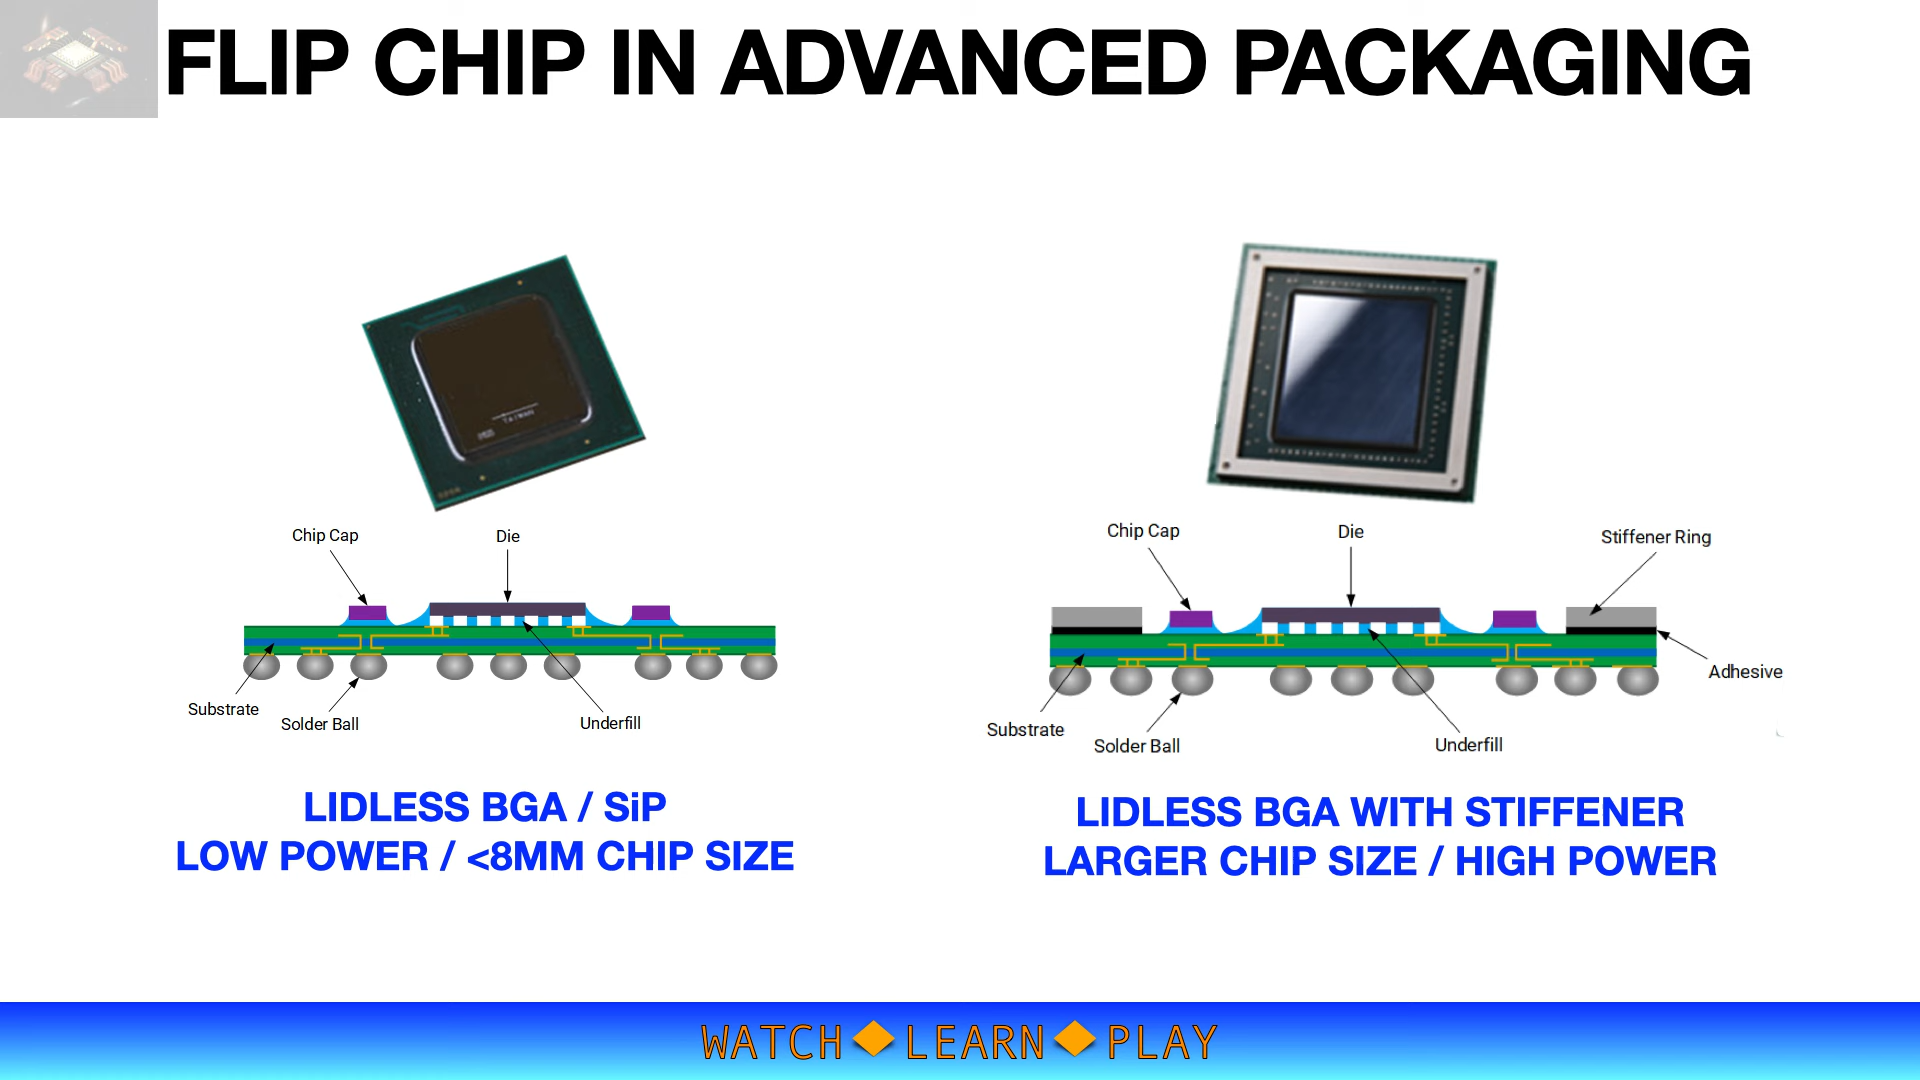 FLIP CHIP IN ADVANCED PACKAGING
TAIWAN
Chip Cap
Die
Substrate
Solder Ball
Underfill
LIDLESS BGA / SiP
LOW POWER / <8MM CHIP SIZE
Chip Cap
Die
Stiffener Ring
Adhesive
Substrate
Solder Ball
Underfill
LIDLESS BGA WITH STIFFENER
LARGER CHIP SIZE / HIGH POWER
WATCH LEARN PLAY